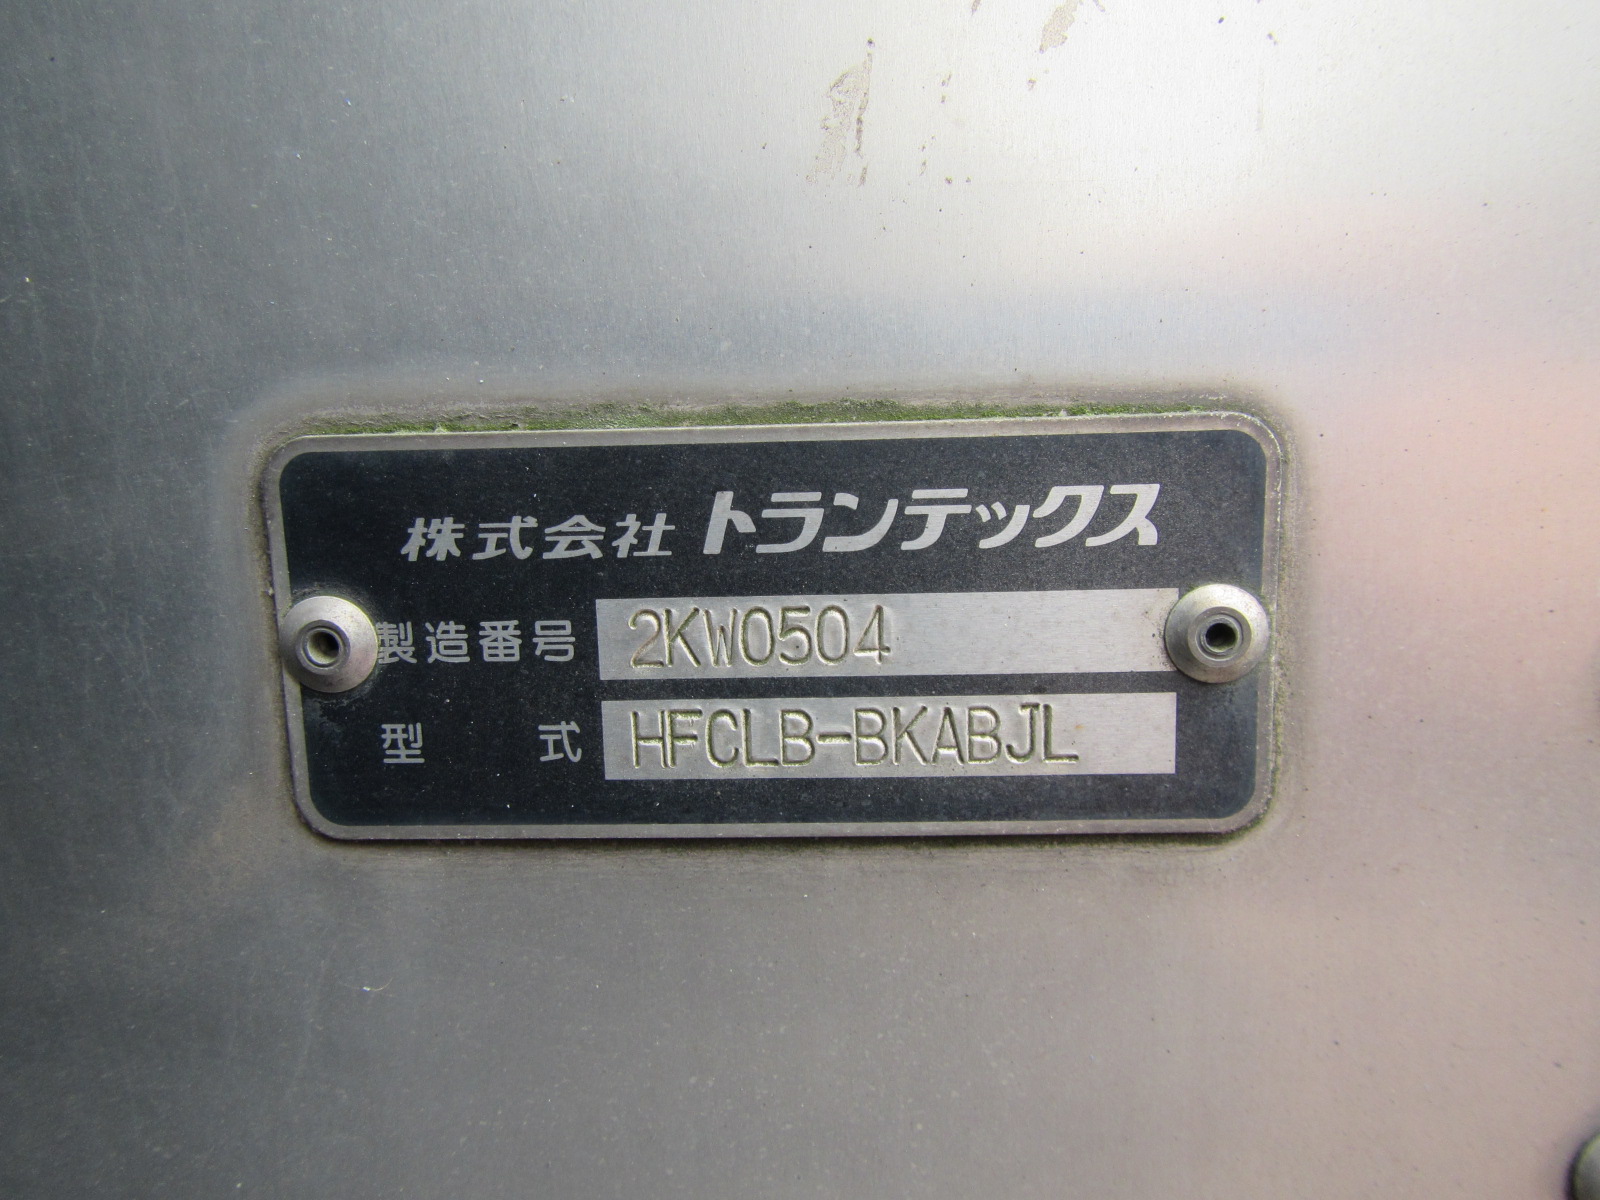 株式会社 トランテックス
製造番号 2KW0504
型式 HFCLB-BKABJL